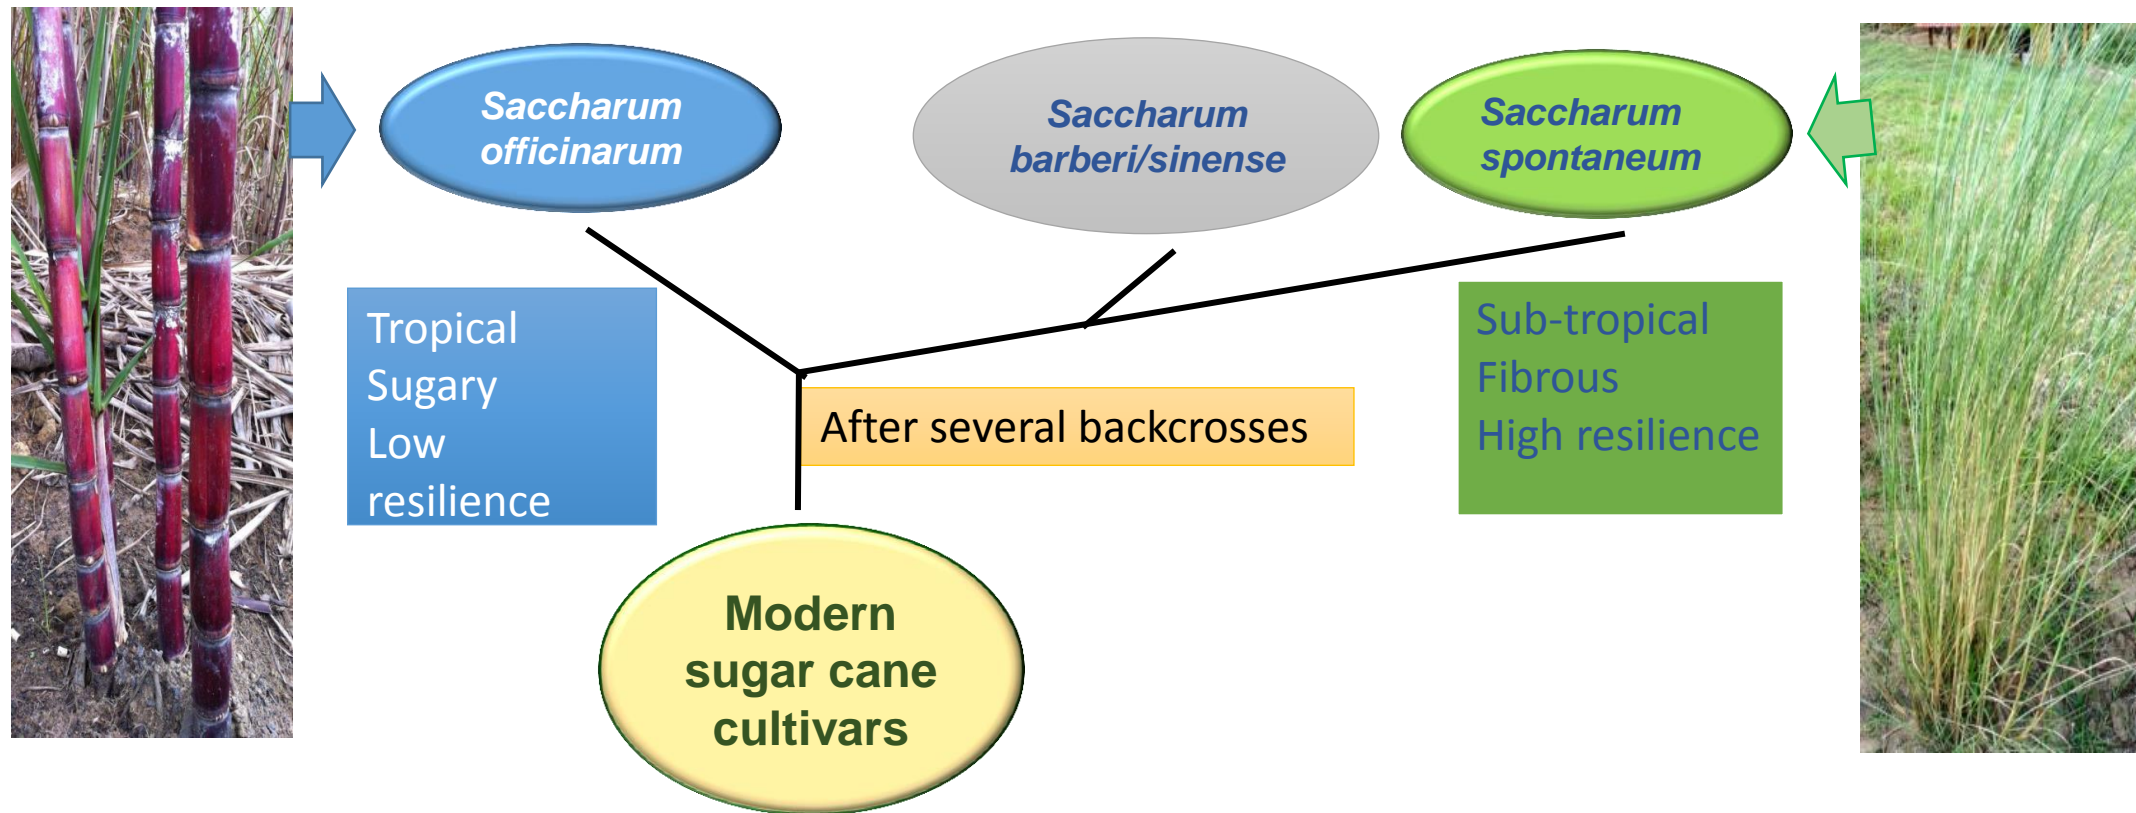 Saccharum
officinarum
Saccharum
barberi/sinense
Saccharum
spontaneum
Tropical
Sugary
Low
resilience
Sub-tropical
Fibrous
High resilience
After several backcrosses
Modern
sugar cane
cultivars